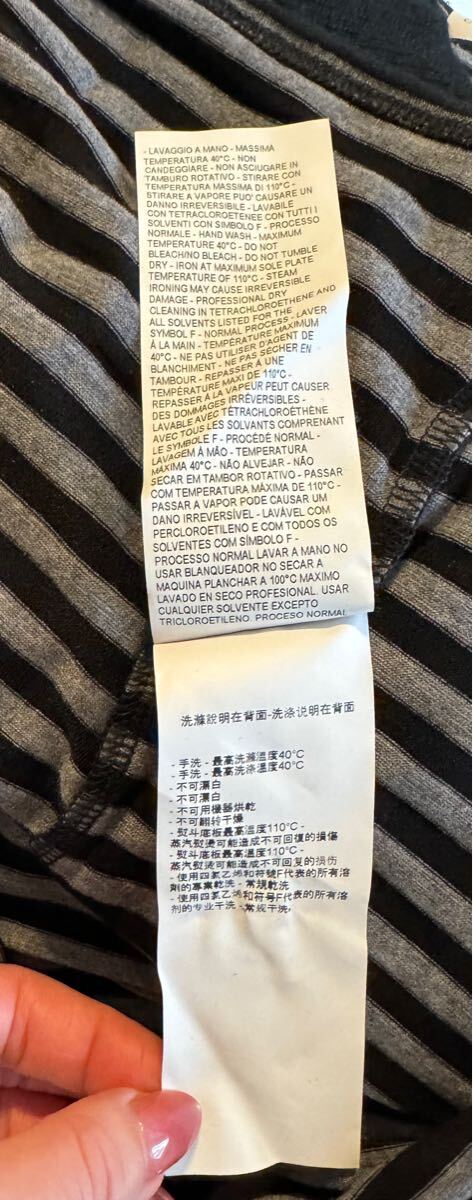 - LAVAGGIO A MANO - MASSIMA
TEMPERATURA 40°C - NON
CANDEGGIARE - NON ASCIUGARE IN
TAMBURO ROTATIVO - STIRARE CON
TEMPERATURA MASSIMA DI 110°C -
STIRARE A VAPORE PUO' CAUSARE UN
DANNO IRREVERSIBILE - LAVABILE
CON TETRACLOROETENEE CON TUTTI I
SOLVENTI CON SIMBOLO F - PROCESSO
NORMALE - HAND WASH - MAXIMUM
TEMPERATURE 40°C - DO NOT
BLEACH/NO BLEACH - DO NOT TUMBLE
DRY - IRON AT MAXIMUM SOLE PLATE
TEMPERATURE OF 110°C - STEAM
IRONING MAY CAUSE IRREVERSIBLE
DAMAGE - PROFESSIONAL DRY
CLEANING IN TETRACHLOROETHENE AND
ALL SOLVENTS LISTED FOR THE
SYMBOL F - NORMAL PROCESS - LAVER
À LA MAIN - TEMPÉRATURE MAXIMUM
40°C - NE PAS UTILISER D'AGENT DE
BLANCHIMENT - NE PAS SÉCHER EN
TAMBOUR - REPASSER À UNE
TEMPÉRATURE MAXI DE 110°C -
REPASSER À LA VAPEUR PEUT CAUSER
DES DOMMAGES IRRÉVERSIBLES -
LAVABLE AVEC TÉTRACHLOROÉTHÈNE
AVEC TOUS LES SOLVANTS COMPRENANT
LE SYMBOLE F - PROCÉDÉ NORMAL -
LAVAGEM À MÃO - TEMPERATURA
MÁXIMA 40°C - NÃO ALVEJAR - NÃO
SECAR EM TAMBOR ROTATIVO - PASSAR
COM TEMPERATURA MÁXIMA DE 110°C -
PASSAR A VAPOR PODE CAUSAR UM
DANO IRREVERSÍVEL - LAVÁVEL COM
PERCLOROETILENO E COM TODOS OS
SOLVENTES COM SÍMBOLO F -
PROCESSO NORMAL LAVAR A MANO NO
USAR BLANQUEADOR NO SECAR A
MAQUINA PLANCHAR A 100°C MAXIMO
LAVADO EN SECO PROFESIONAL. USAR
CUALQUIER SOLVENTE EXCEPTO
TRICLOROETILENO. PROCESO NORMAL
洗滌說明在背面-洗涤说明在背面
- 手洗 - 最高洗滌溫度40°C
- 手洗 - 最高洗涤温度40°C
- 不可漂白
- 不可漂白
- 不可用機器烘乾
- 不可翻转干燥
- 熨斗底板最高溫度110°C -
蒸汽熨燙可能造成不可回復的損傷
- 熨斗底板最高温度110°C -
蒸汽熨烫可能造成不可回复的损伤
- 使用四氯乙烯和符號F代表的所有溶
劑的專業乾洗 - 常規乾洗
- 使用四氯乙烯和符号F代表的所有溶
剂的专业干洗 - 常规干洗,